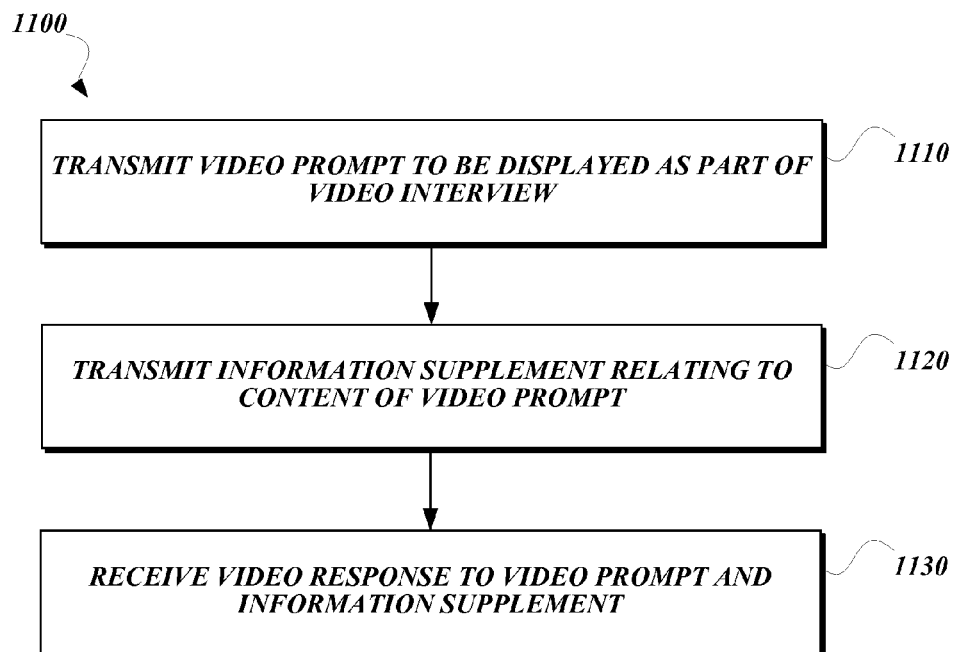 1100
TRANSMIT VIDEO PROMPT TO BE DISPLAYED AS PART OF
VIDEO INTERVIEW
1110
TRANSMIT INFORMATION SUPPLEMENT RELATING TO
CONTENT OF VIDEO PROMPT
1120
RECEIVE VIDEO RESPONSE TO VIDEO PROMPT AND
INFORMATION SUPPLEMENT
1130